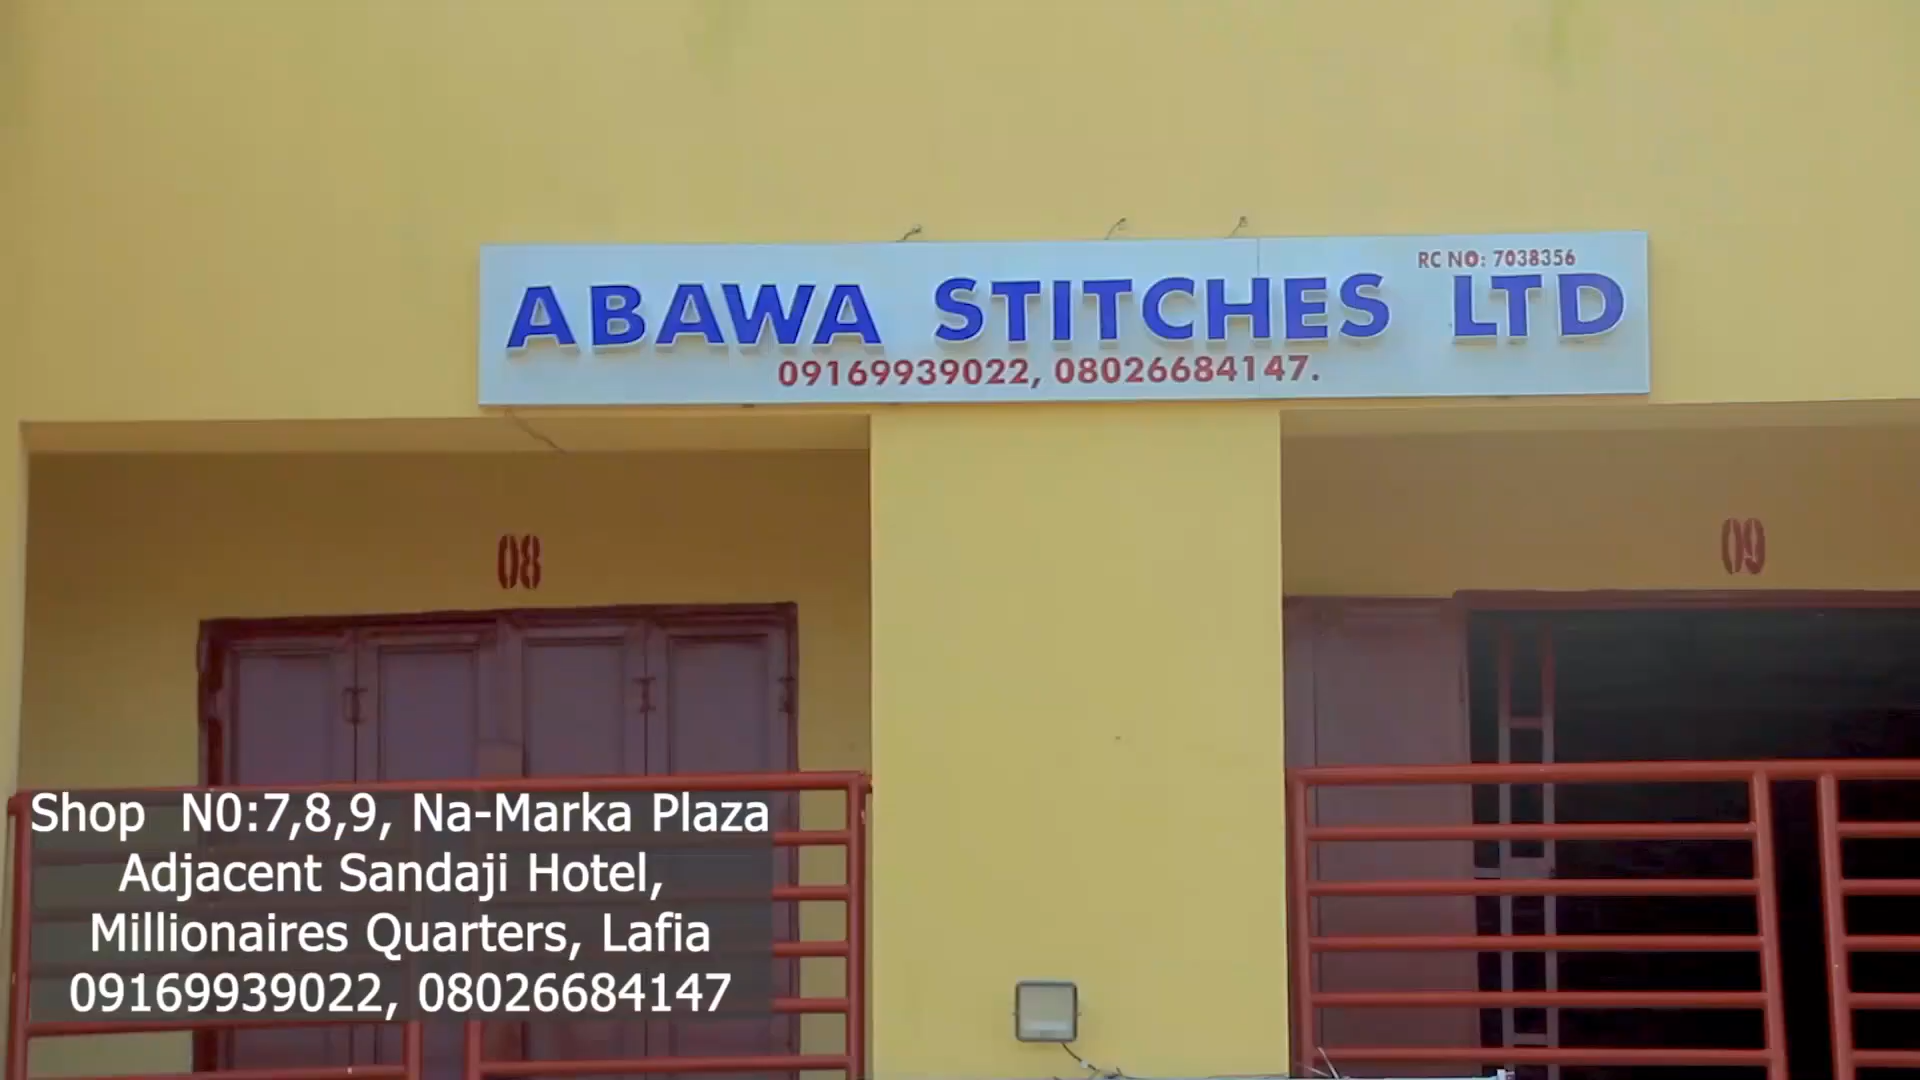 RC NO: 7038356
ABAWA STITCHES LTD
09169939022, 08026684147.
08
09
Shop N0:7,8,9, Na-Marka Plaza
Adjacent Sandaji Hotel,
Millionaires Quarters, Lafia
09169939022, 08026684147